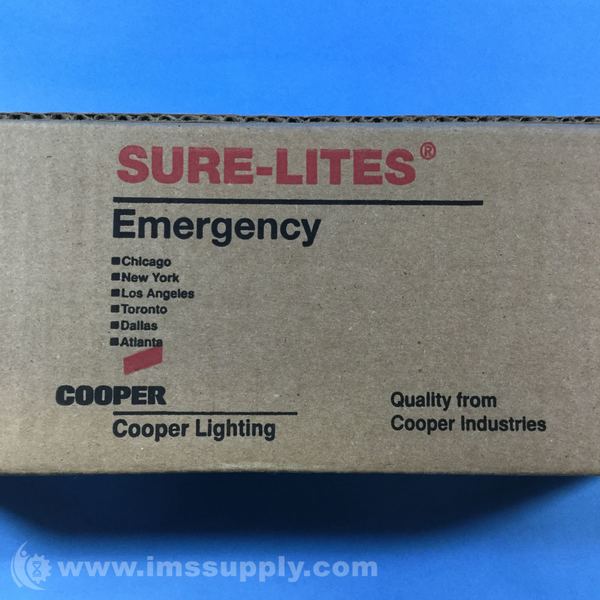 SURE-LITES®
Emergency
■Chicago
■New York
■Los Angeles
■Toronto
■Dallas
■Atlanta
COOPER
Cooper Lighting
Quality from
Cooper Industries
www.imssupply.com